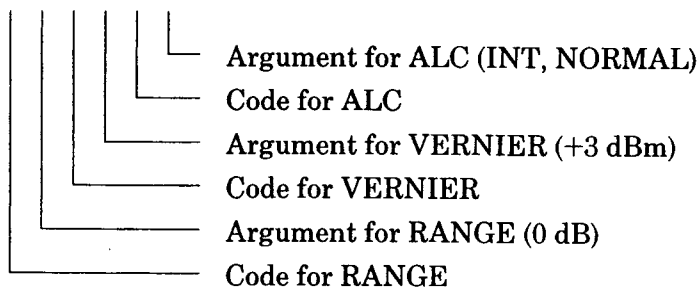 Argument for ALC (INT, NORMAL)
Code for ALC
Argument for VERNIER (+3 dBm)
Code for VERNIER
Argument for RANGE (0 dB)
Code for RANGE